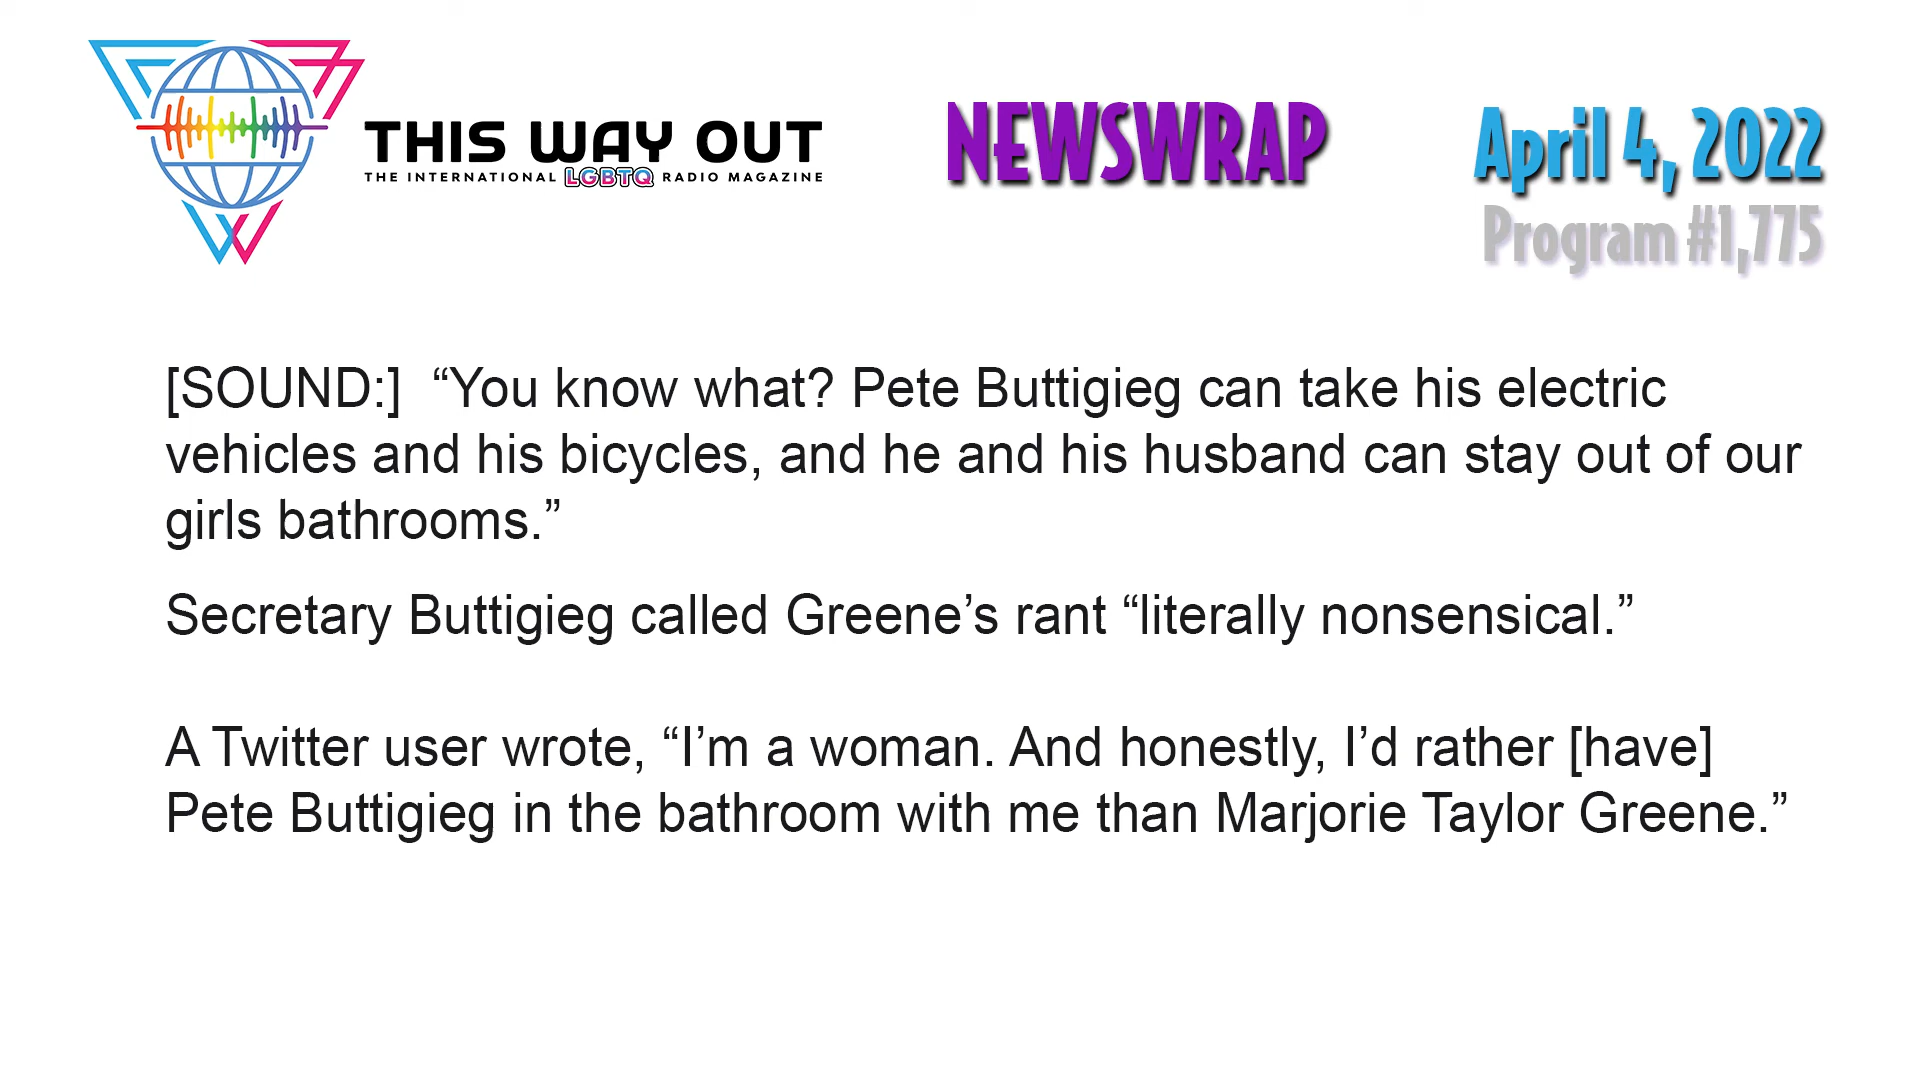 THIS WAY OUT
THE INTERNATIONAL LGBTQ RADIO MAGAZINE
NEWSWRAP
April 4, 2022
Program #1,775
[SOUND:]  “You know what? Pete Buttigieg can take his electric
vehicles and his bicycles, and he and his husband can stay out of our
girls bathrooms.”
Secretary Buttigieg called Greene’s rant “literally nonsensical.”
A Twitter user wrote, “I’m a woman. And honestly, I’d rather [have]
Pete Buttigieg in the bathroom with me than Marjorie Taylor Greene.”